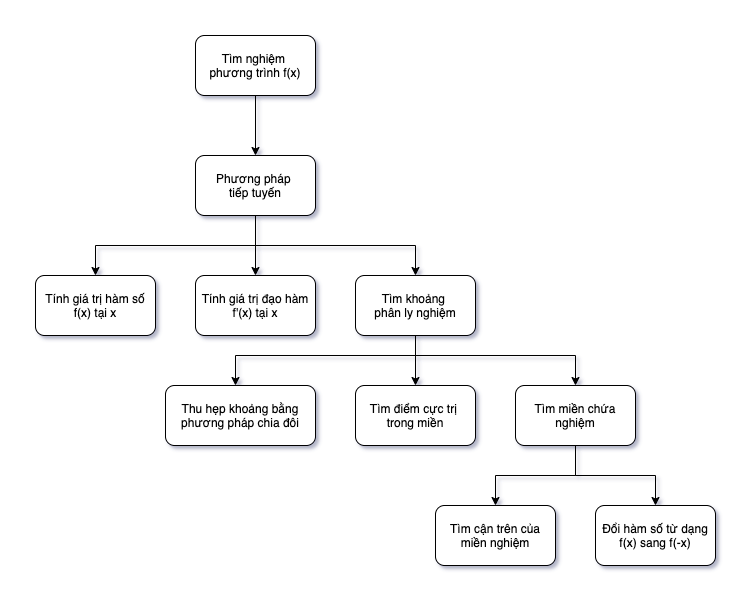 Tìm nghiệm
phương trình f(x)
Phương pháp
tiếp tuyến
Tính giá trị hàm số
f(x) tại x
Tính giá trị đạo hàm
f'(x) tại x
Tìm khoảng
phân ly nghiệm
Thu hẹp khoảng bằng
phương pháp chia đôi
Tìm điểm cực trị
trong miền
Tìm miền chứa
nghiệm
Tìm cận trên của
miền nghiệm
Đổi hàm số từ dạng
f(x) sang f(-x)